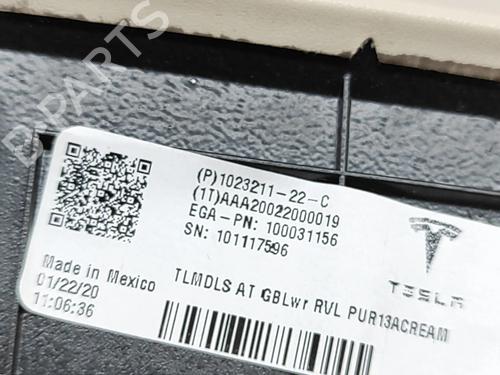 B-PARTS
(P)1023211-22-C
(1T)AAA20022000019
EGA-PN: 100031156
SN: 101117596
Made in Mexico
01/22/20
11:06:36
TLMDLS AT GBLwr RVL PUR13ACREAM
TESLA